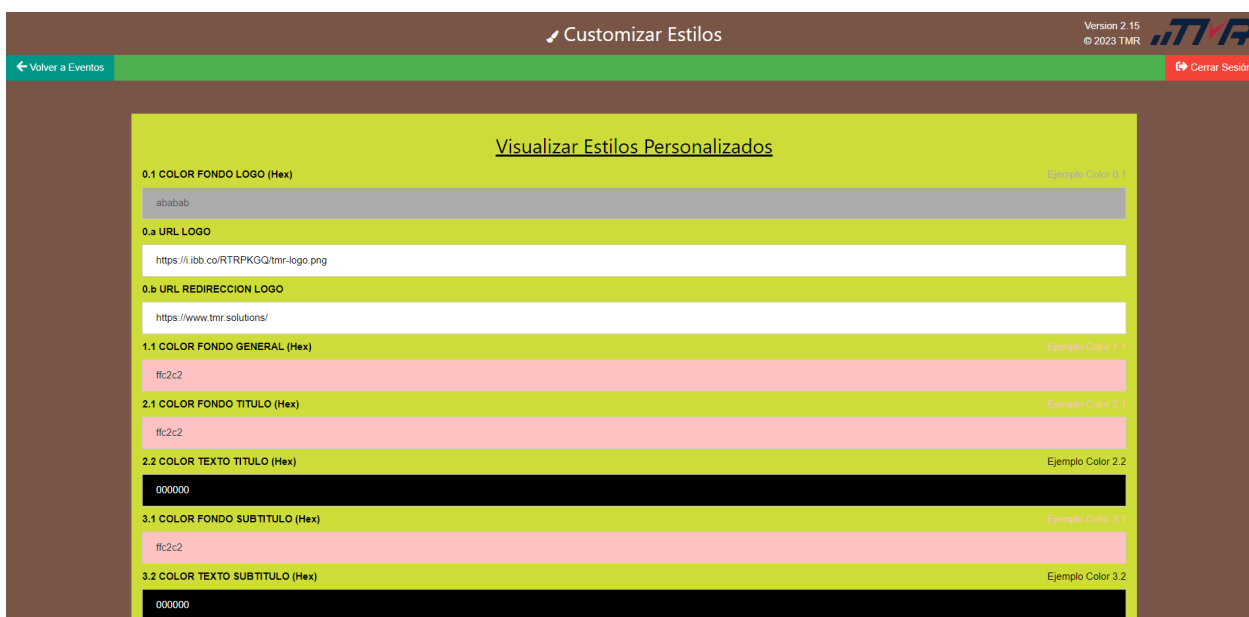 Customizar Estilos
Version 2.15
© 2023 TMR
TMR
Volver a Eventos
Cerrar Sesión
Visualizar Estilos Personalizados
0.1 COLOR FONDO LOGO (Hex)
Ejemplo Color 0.1
ababab
0.a URL LOGO
https://i.ibb.co/RTRPKGQ/tmr-logo.png
0.b URL REDIRECCION LOGO
https://www.tmr.solutions/
1.1 COLOR FONDO GENERAL (Hex)
Ejemplo Color 1.1
ffc2c2
2.1 COLOR FONDO TITULO (Hex)
Ejemplo Color 2.1
ffc2c2
2.2 COLOR TEXTO TITULO (Hex)
Ejemplo Color 2.2
000000
3.1 COLOR FONDO SUBTITULO (Hex)
Ejemplo Color 3.1
ffc2c2
3.2 COLOR TEXTO SUBTITULO (Hex)
Ejemplo Color 3.2
000000